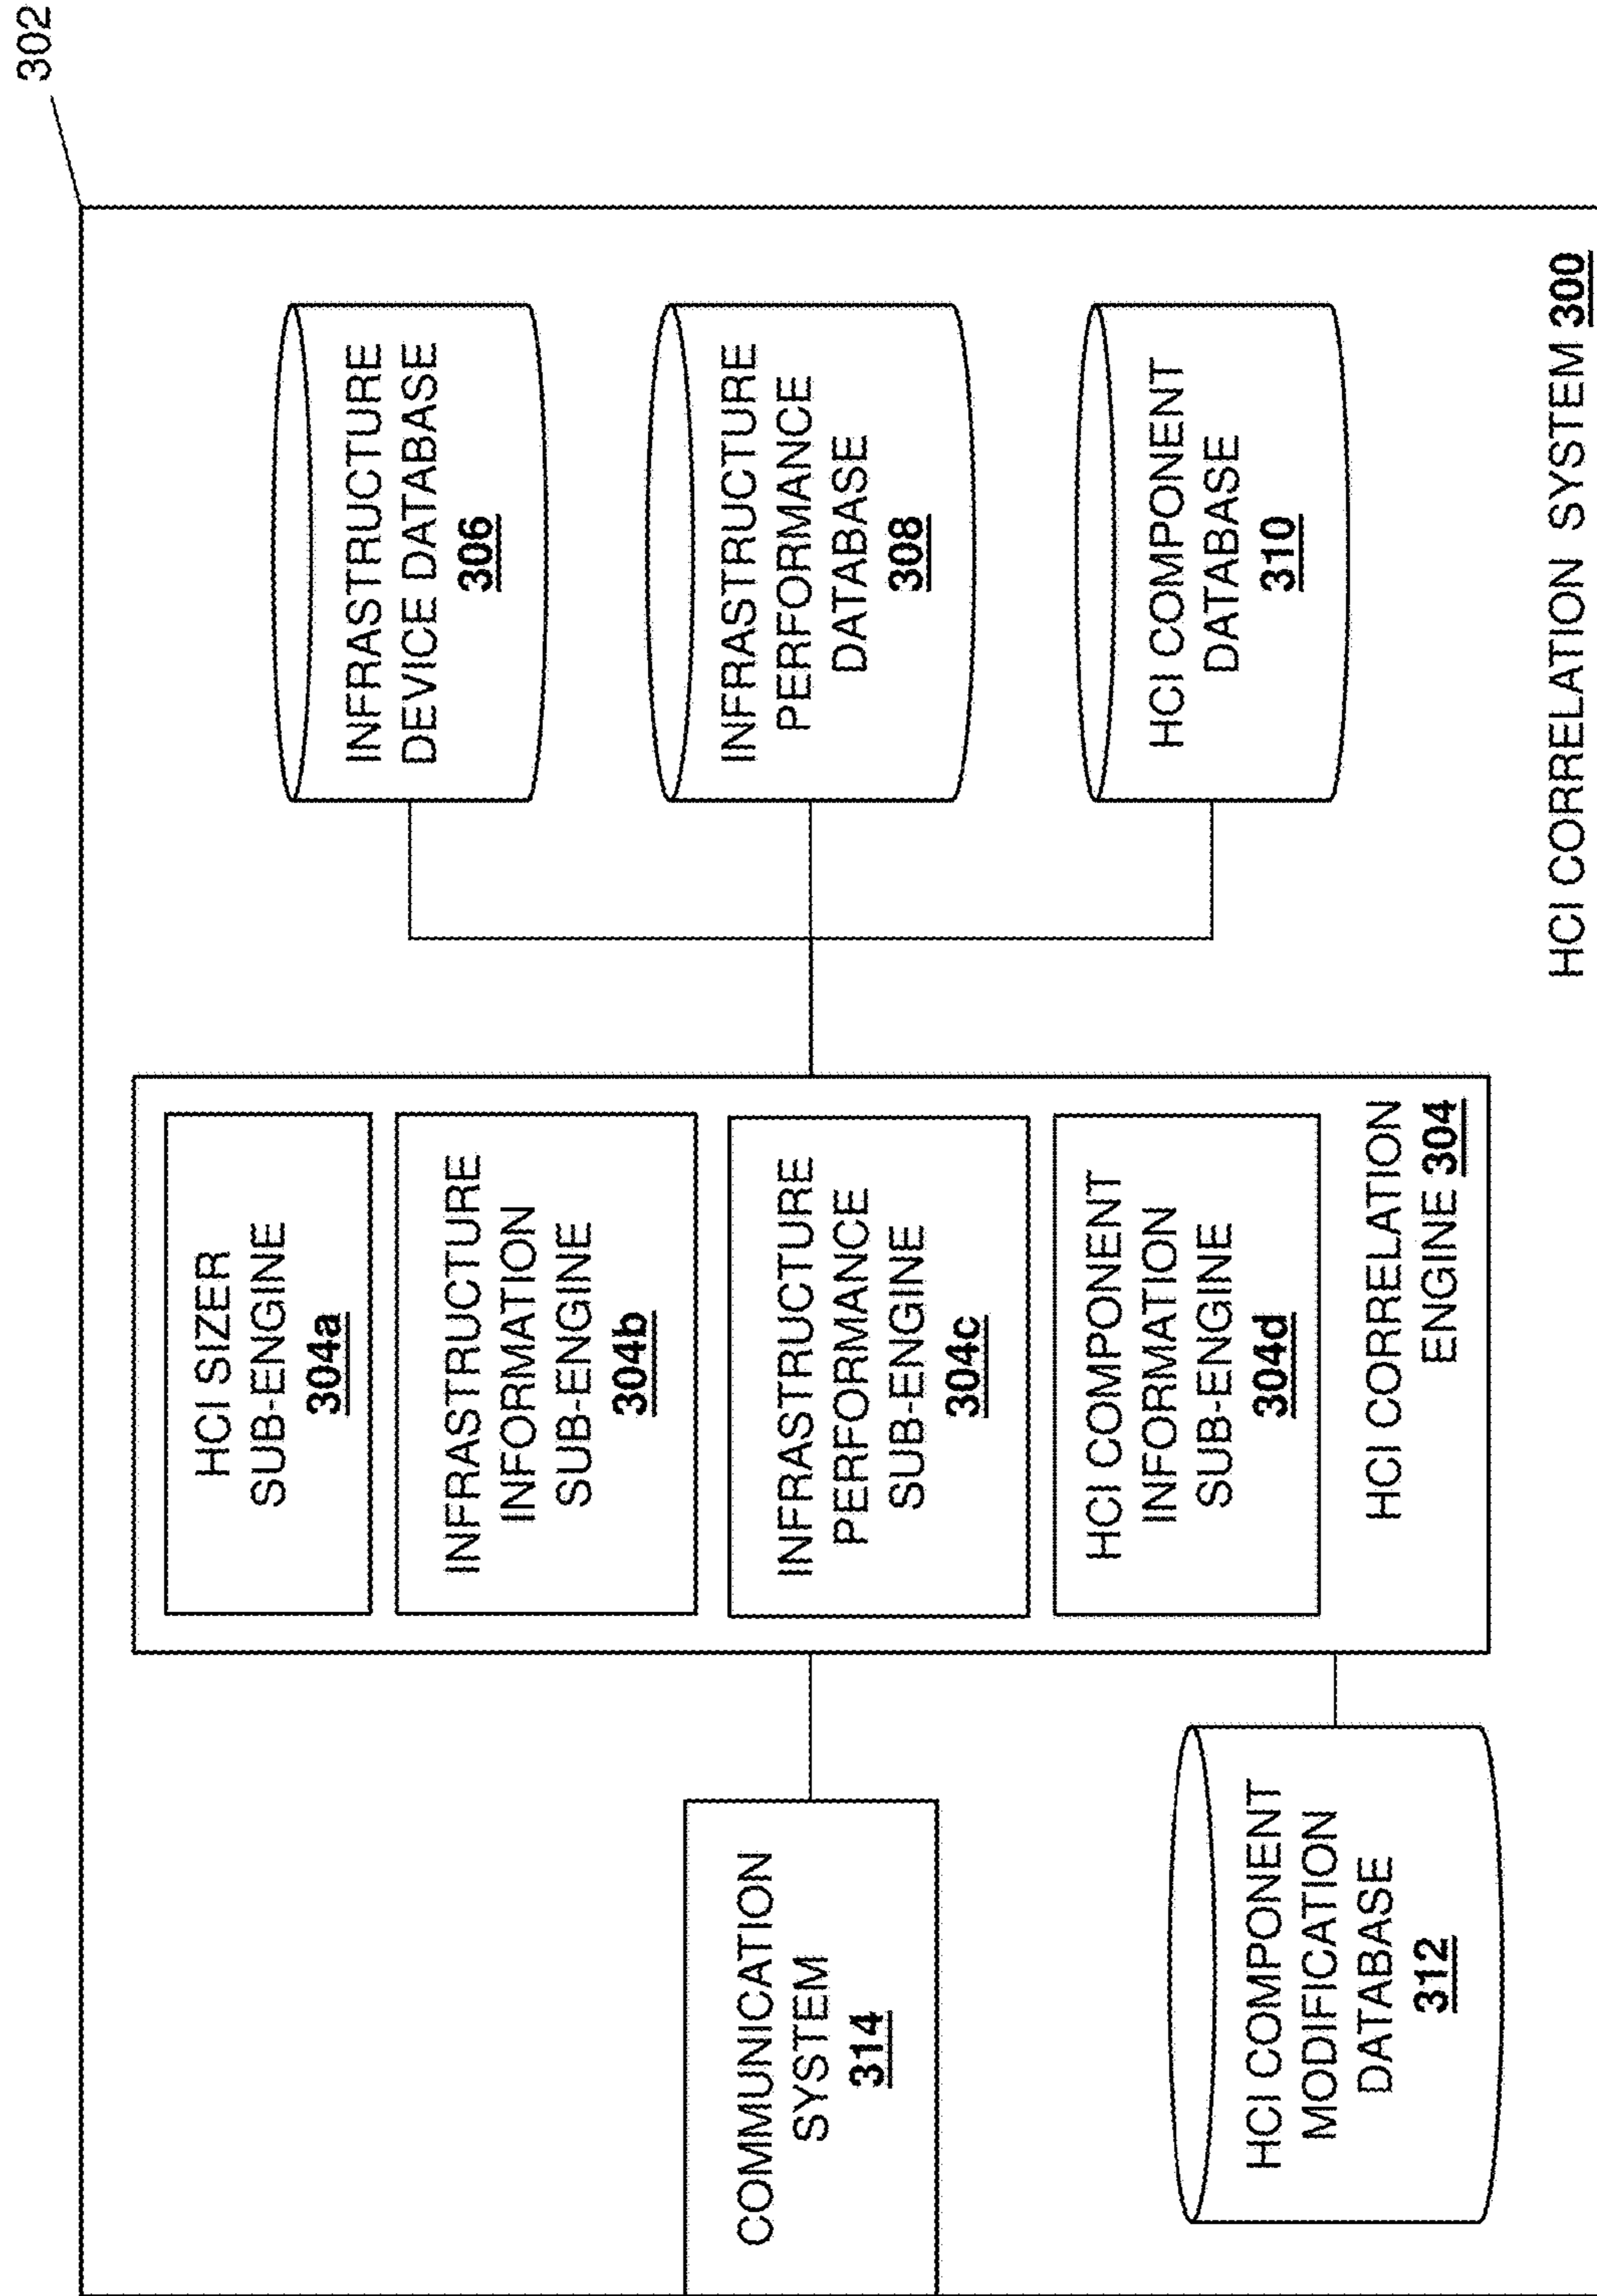 302
COMMUNICATION
SYSTEM
314
HCI COMPONENT
MODIFICATION
DATABASE
312
HCI SIZER
SUB-ENGINE
304a
INFRASTRUCTURE
INFORMATION
SUB-ENGINE
304b
INFRASTRUCTURE
PERFORMANCE
SUB-ENGINE
304c
HCI COMPONENT
INFORMATION
SUB-ENGINE
304d
HCI CORRELATION
ENGINE 304
INFRASTRUCTURE
DEVICE DATABASE
306
INFRASTRUCTURE
PERFORMANCE
DATABASE
308
HCI COMPONENT
DATABASE
310
HCI CORRELATION SYSTEM 300